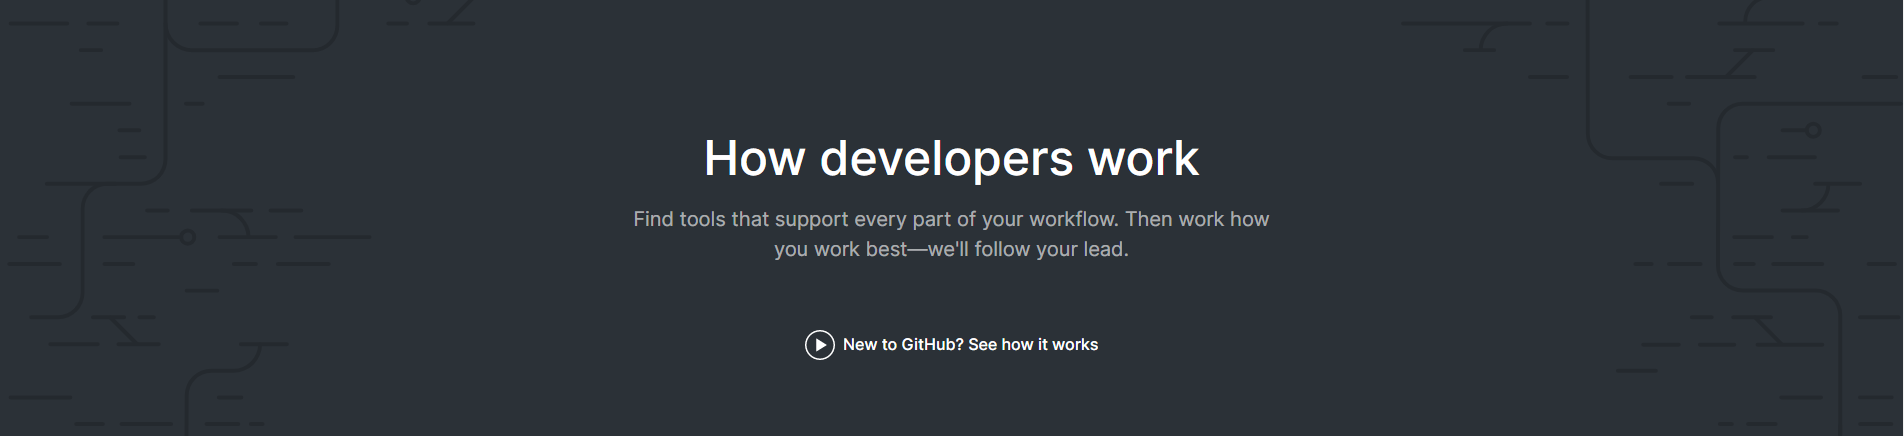 How developers work
Find tools that support every part of your workflow. Then work how
you work best—we'll follow your lead.
New to GitHub? See how it works